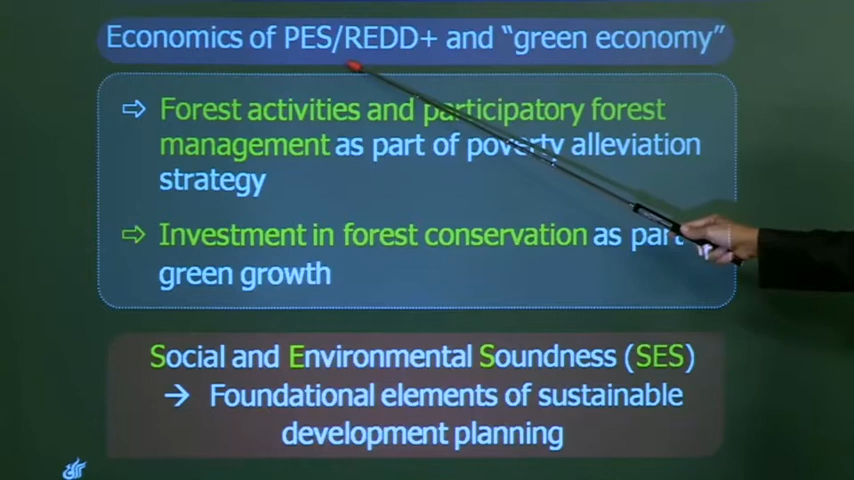 Economics of PES/REDD+ and “green economy”
⇨ Forest activities and participatory forest
management as part of poverty alleviation
strategy
⇨ Investment in forest conservation as part
green growth
Social and Environmental Soundness (SES)
→ Foundational elements of sustainable
development planning